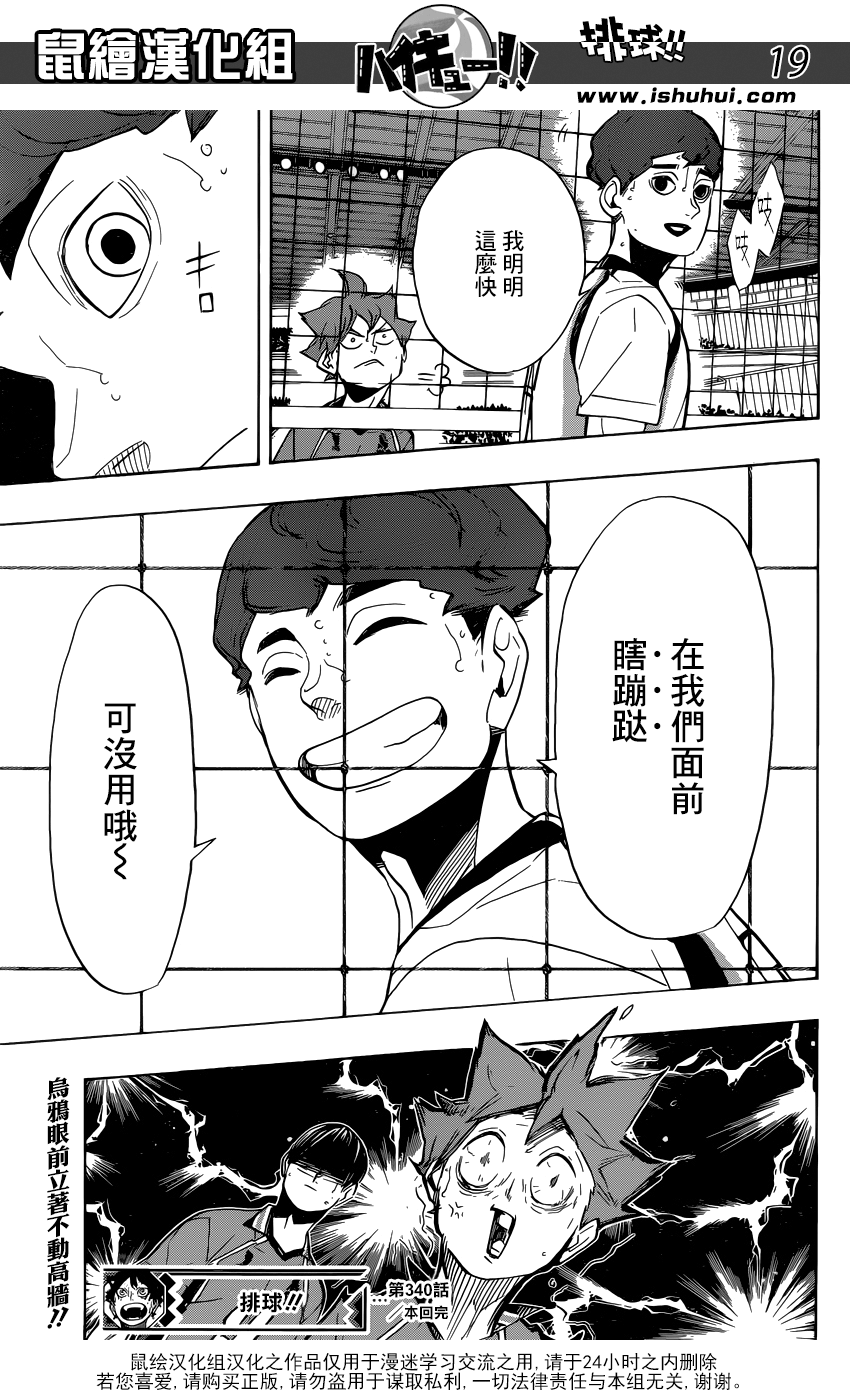 鼠繪漢化組
ハイキュー!!
排球!!
19
www.ishuhui.com
吱
吱
我明明
這麼快
キロ
在我們面前
瞎蹦跶
可沒用哦~
烏鴉眼前立著不動高牆!!
排球!!
…第340話
/本回完
鼠绘汉化组汉化之作品仅用于漫迷学习交流之用, 请于24小时之内删除
若您喜爱, 请购买正版, 请勿盗用于谋取私利, 一切法律责任与本组无关, 谢谢。